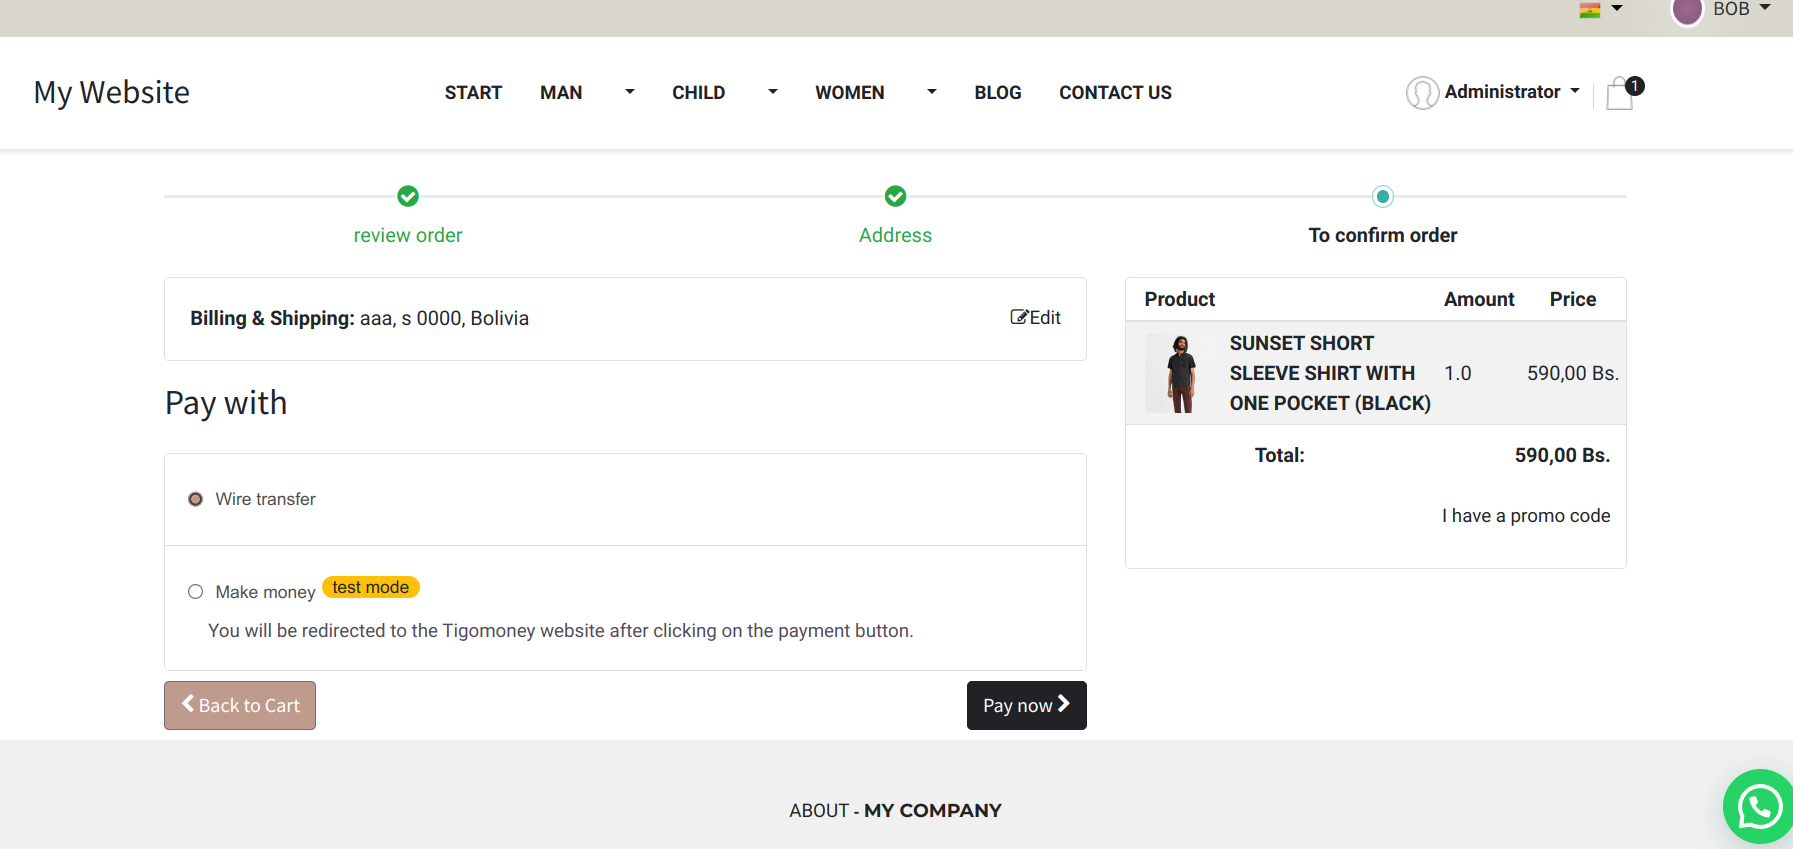 BOB
My Website
START
MAN
CHILD
WOMEN
BLOG
CONTACT US
Administrator
1
review order
Address
To confirm order
Billing & Shipping: aaa, s 0000, Bolivia
Edit
Product
Amount
Price
SUNSET SHORT
SLEEVE SHIRT WITH
ONE POCKET (BLACK)
1.0
590,00 Bs.
Total:
590,00 Bs.
I have a promo code
Pay with
Wire transfer
Make money
test mode
You will be redirected to the Tigomoney website after clicking on the payment button.
Back to Cart
Pay now
ABOUT - MY COMPANY